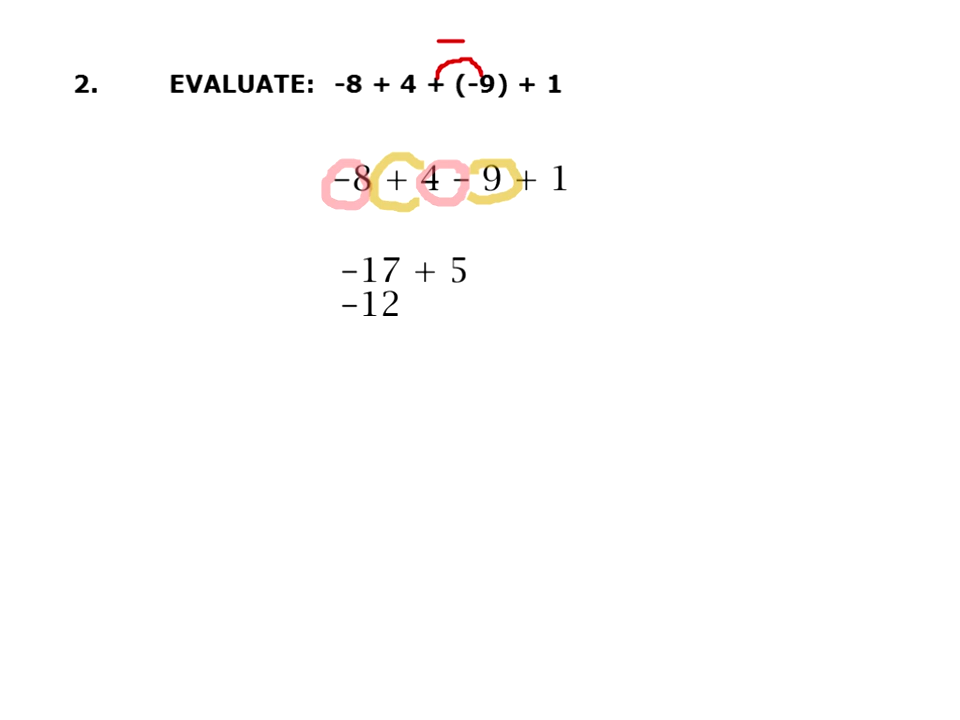 2. EVALUATE: -8 + 4 + (-9) + 1
−8 + 4 − 9 + 1
−17 + 5
−12